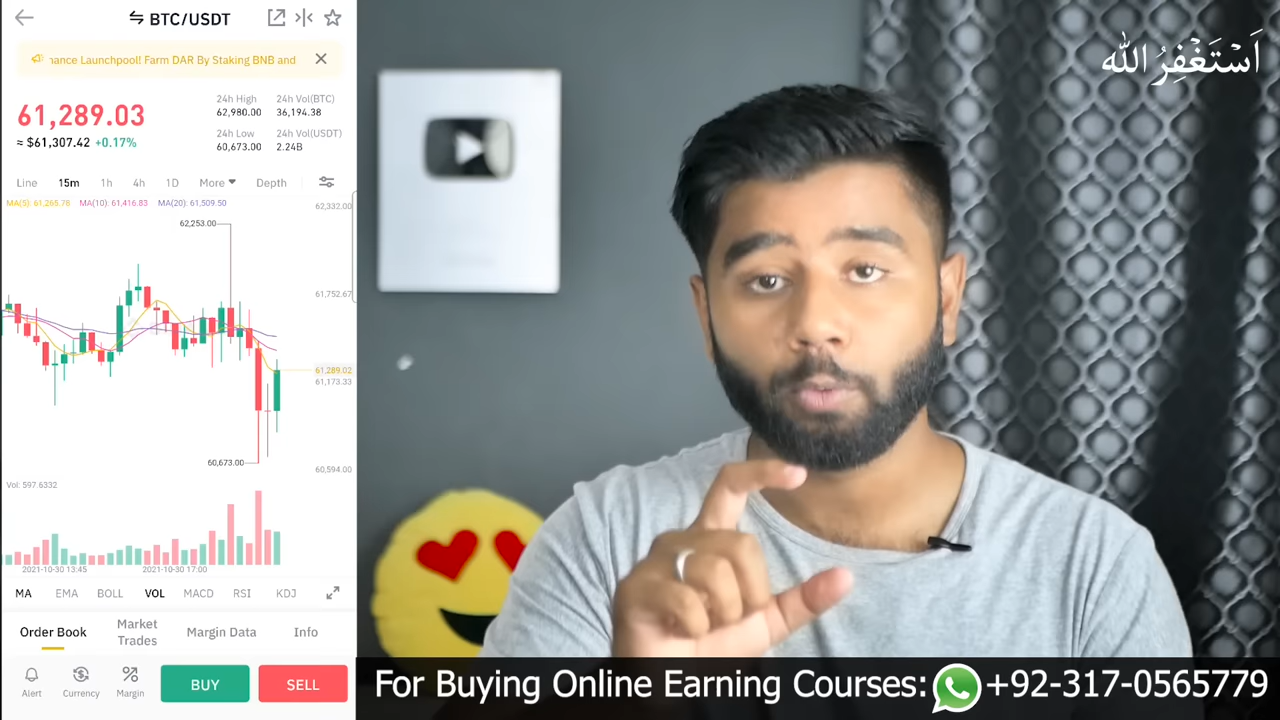 BTC/USDT
nance Launchpool! Farm DAR By Staking BNB and
61,289.03
≈ $61,307.42 +0.17%
24h High
62,980.00
24h Vol(BTC)
36,194.38
24h Low
60,673.00
24h Vol(USDT)
2.24B
Line 15m 1h 4h 1D More Depth
MA(5): 61,265.78 MA(10): 61,416.83 MA(20): 61,509.50
62,332.00
62,253.00
61,752.67
61,289.02
61,173.33
60,673.00
60,594.00
Vol: 597.6332
2021-10-30 13:45 2021-10-30 17:00
MA EMA BOLL VOL MACD RSI KDJ
Order Book
Market
Trades
Margin Data
Info
Alert
Currency
Margin
BUY
SELL
اَسْتَغْفِرُ اللّٰه
For Buying Online Earning Courses: +92-317-0565779